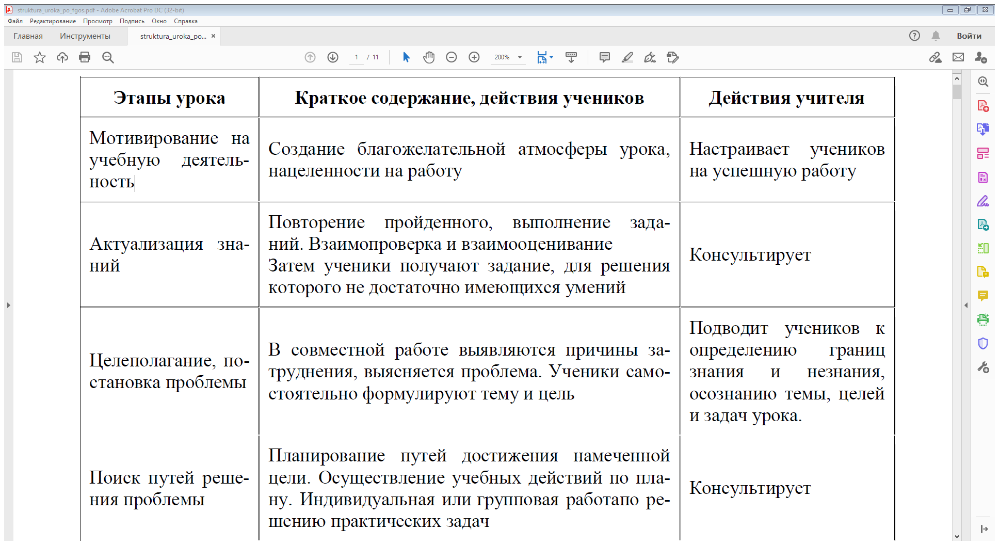 struktura_uroka_po_fgos.pdf - Adobe Acrobat Pro DC (32-bit)
Файл Редактирование Просмотр Подпись Окно Справка
Главная Инструменты struktura_uroka_po... × Войти
1 / 11 200%
Этапы урока Краткое содержание, действия учеников Действия учителя
Мотивирование на
учебную деятель-
ность
Создание благожелательной атмосферы урока,
нацеленности на работу
Настраивает учеников
на успешную работу
Актуализация зна-
ний
Повторение пройденного, выполнение зада-
ний. Взаимопроверка и взаимооценивание
Затем ученики получают задание, для решения
которого не достаточно имеющихся умений
Консультирует
Целеполагание, по-
становка проблемы
В совместной работе выявляются причины за-
труднения, выясняется проблема. Ученики само-
стоятельно формулируют тему и цель
Подводит учеников к
определению границ
знания и незнания,
осознанию темы, целей
и задач урока.
Поиск путей реше-
ния проблемы
Планирование путей достижения намеченной
цели. Осуществление учебных действий по пла-
ну. Индивидуальная или групповая работапо ре-
шению практических задач
Консультирует